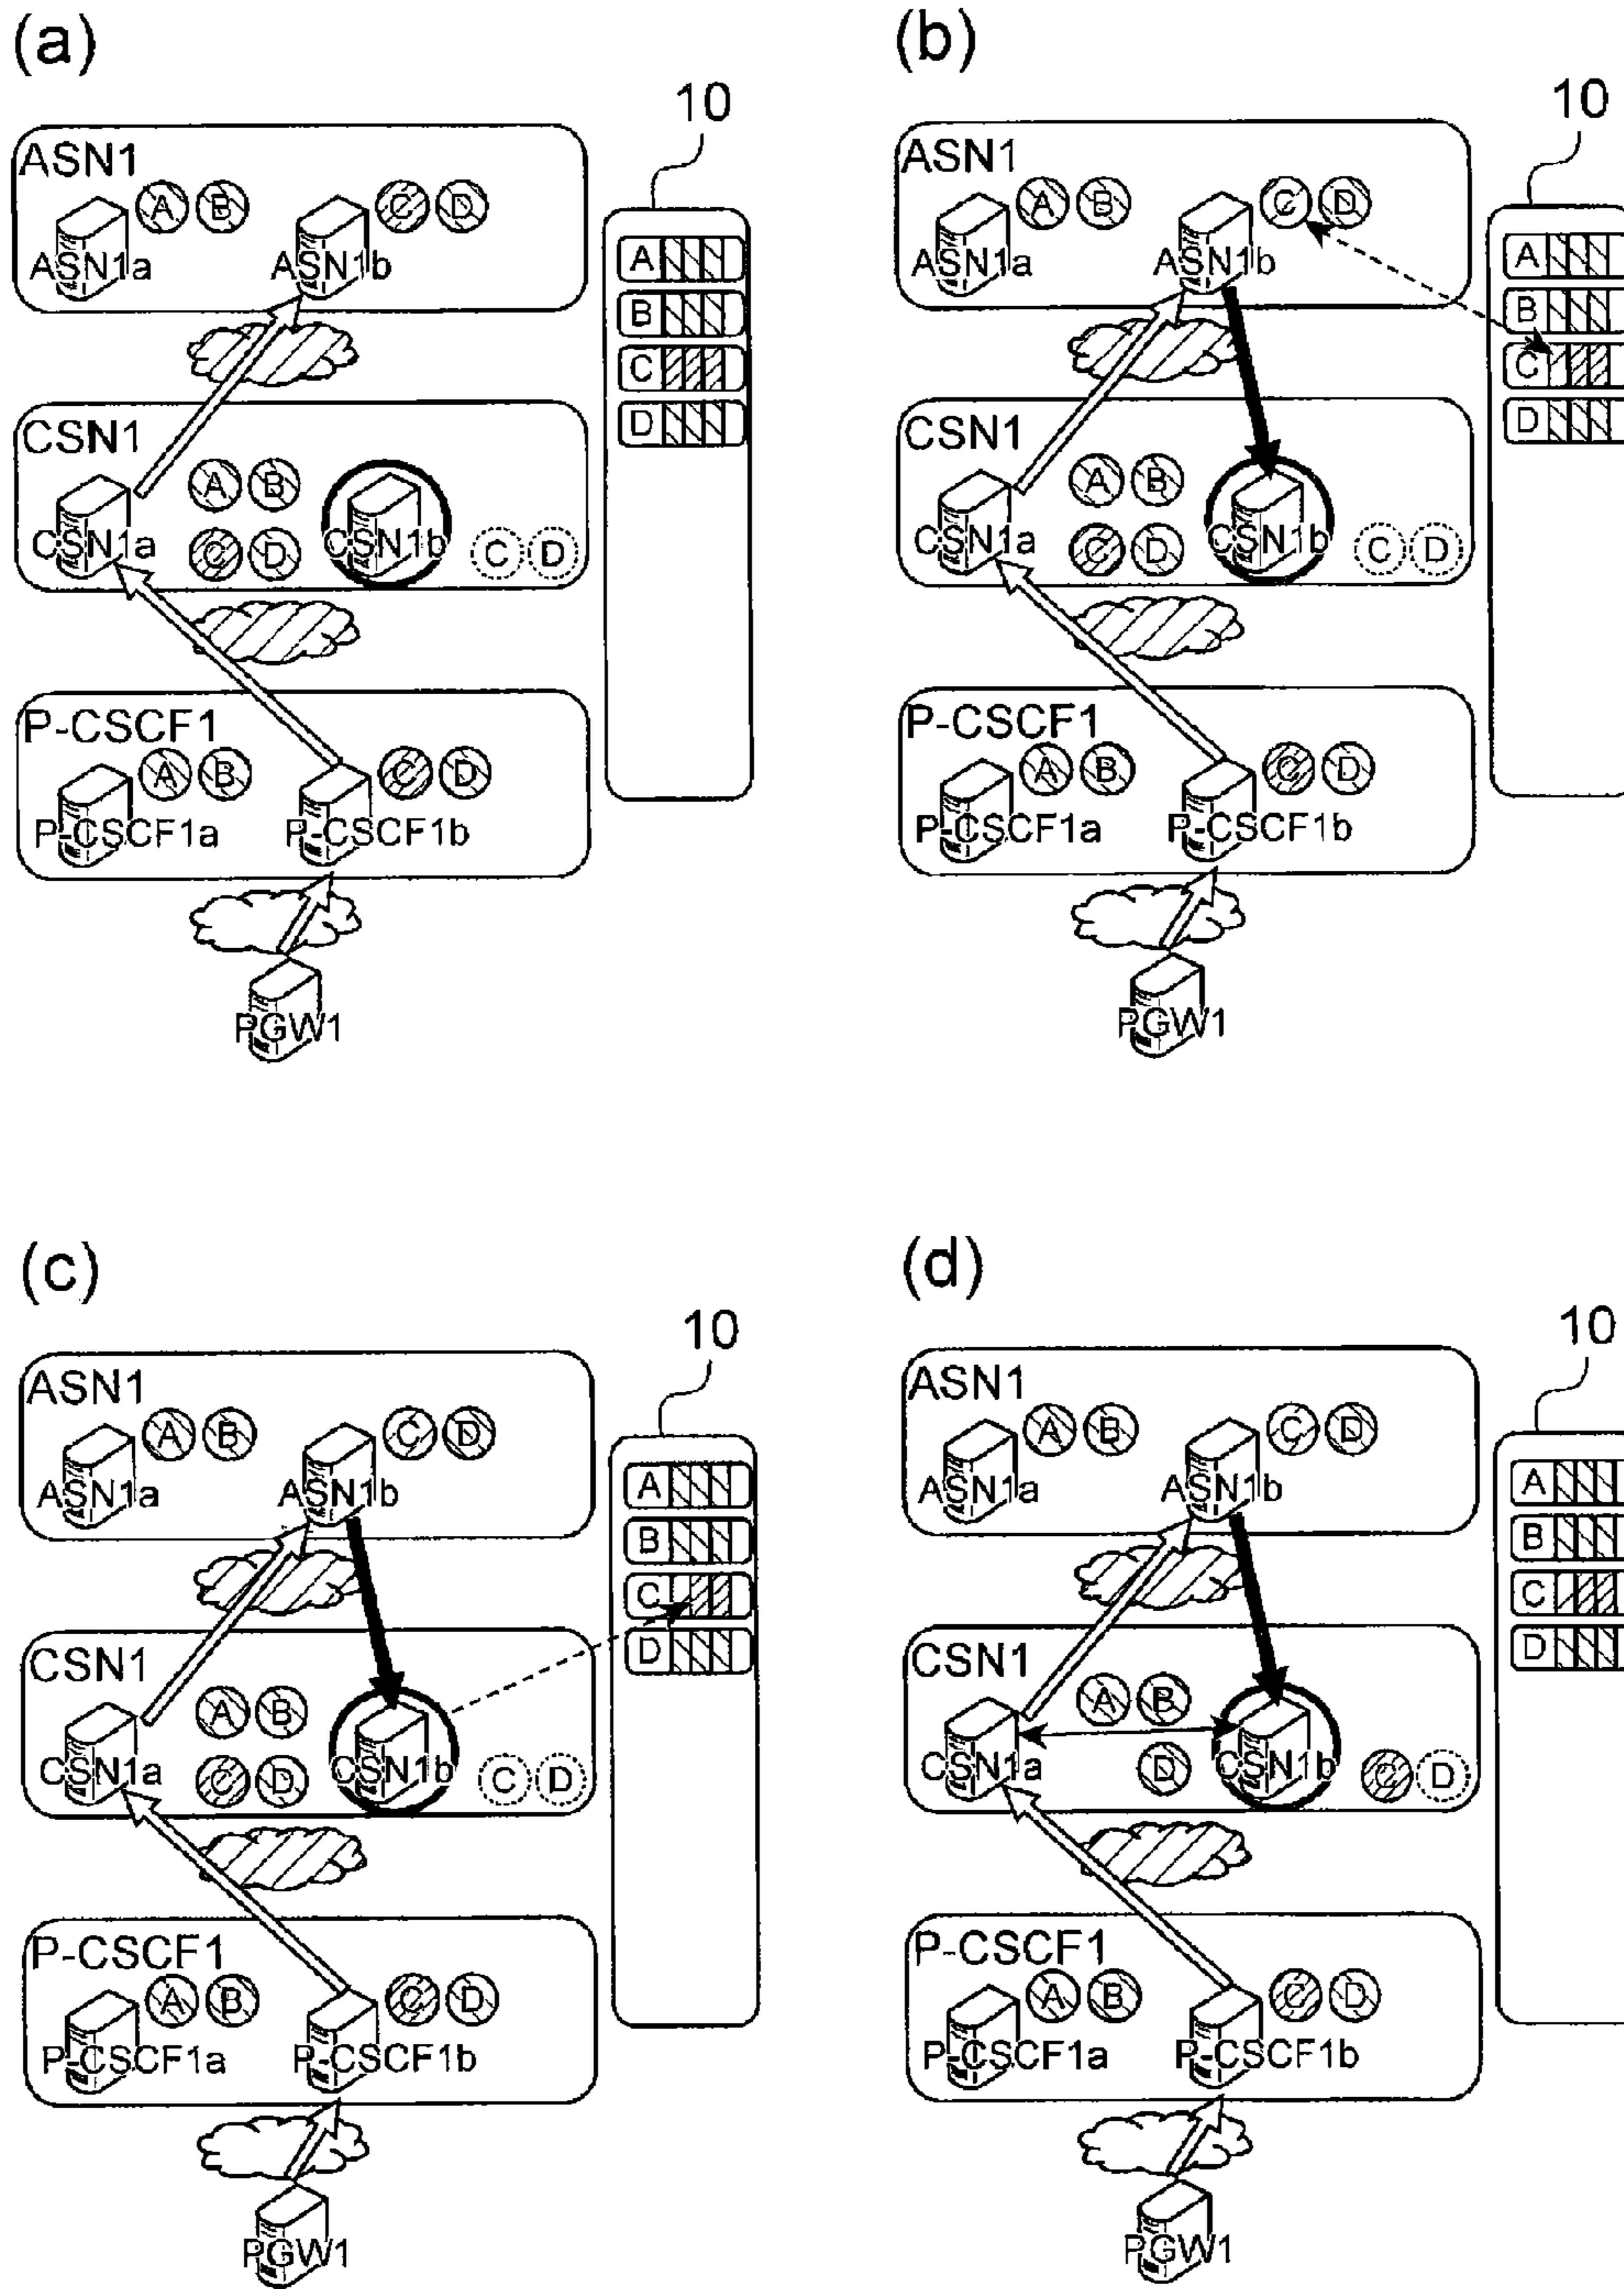 (a)
10
ASN1
A B C D
ASN1a ASN1b
A
B
C
D
CSN1
A B
CSN1a CSN1b
C D C D
P-CSCF1
A B C D
P-CSCF1a P-CSCF1b
PGW1
(b)
10
ASN1
A B C D
ASN1a ASN1b
A
B
C
D
CSN1
A B
CSN1a CSN1b
C D C D
P-CSCF1
A B C D
P-CSCF1a P-CSCF1b
PGW1
(c)
10
ASN1
A B C D
ASN1a ASN1b
A
B
C
D
CSN1
A B
CSN1a CSN1b
C D C D
P-CSCF1
A B C D
P-CSCF1a P-CSCF1b
PGW1
(d)
10
ASN1
A B C D
ASN1a ASN1b
A
B
C
D
CSN1
A B
CSN1a CSN1b
D C D
P-CSCF1
A B C D
P-CSCF1a P-CSCF1b
PGW1